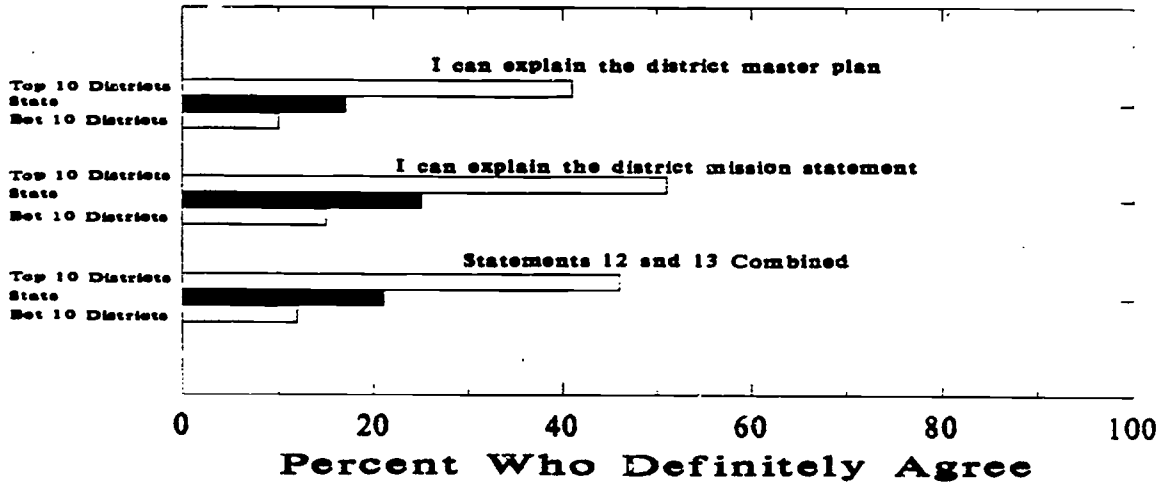 I can explain the district master plan
Top 10 Districts
State
Bot 10 Districts
I can explain the district mission statement
Top 10 Districts
State
Bot 10 Districts
Statements 12 and 13 Combined
Top 10 Districts
State
Bot 10 Districts
0 20 40 60 80 100
Percent Who Definitely Agree